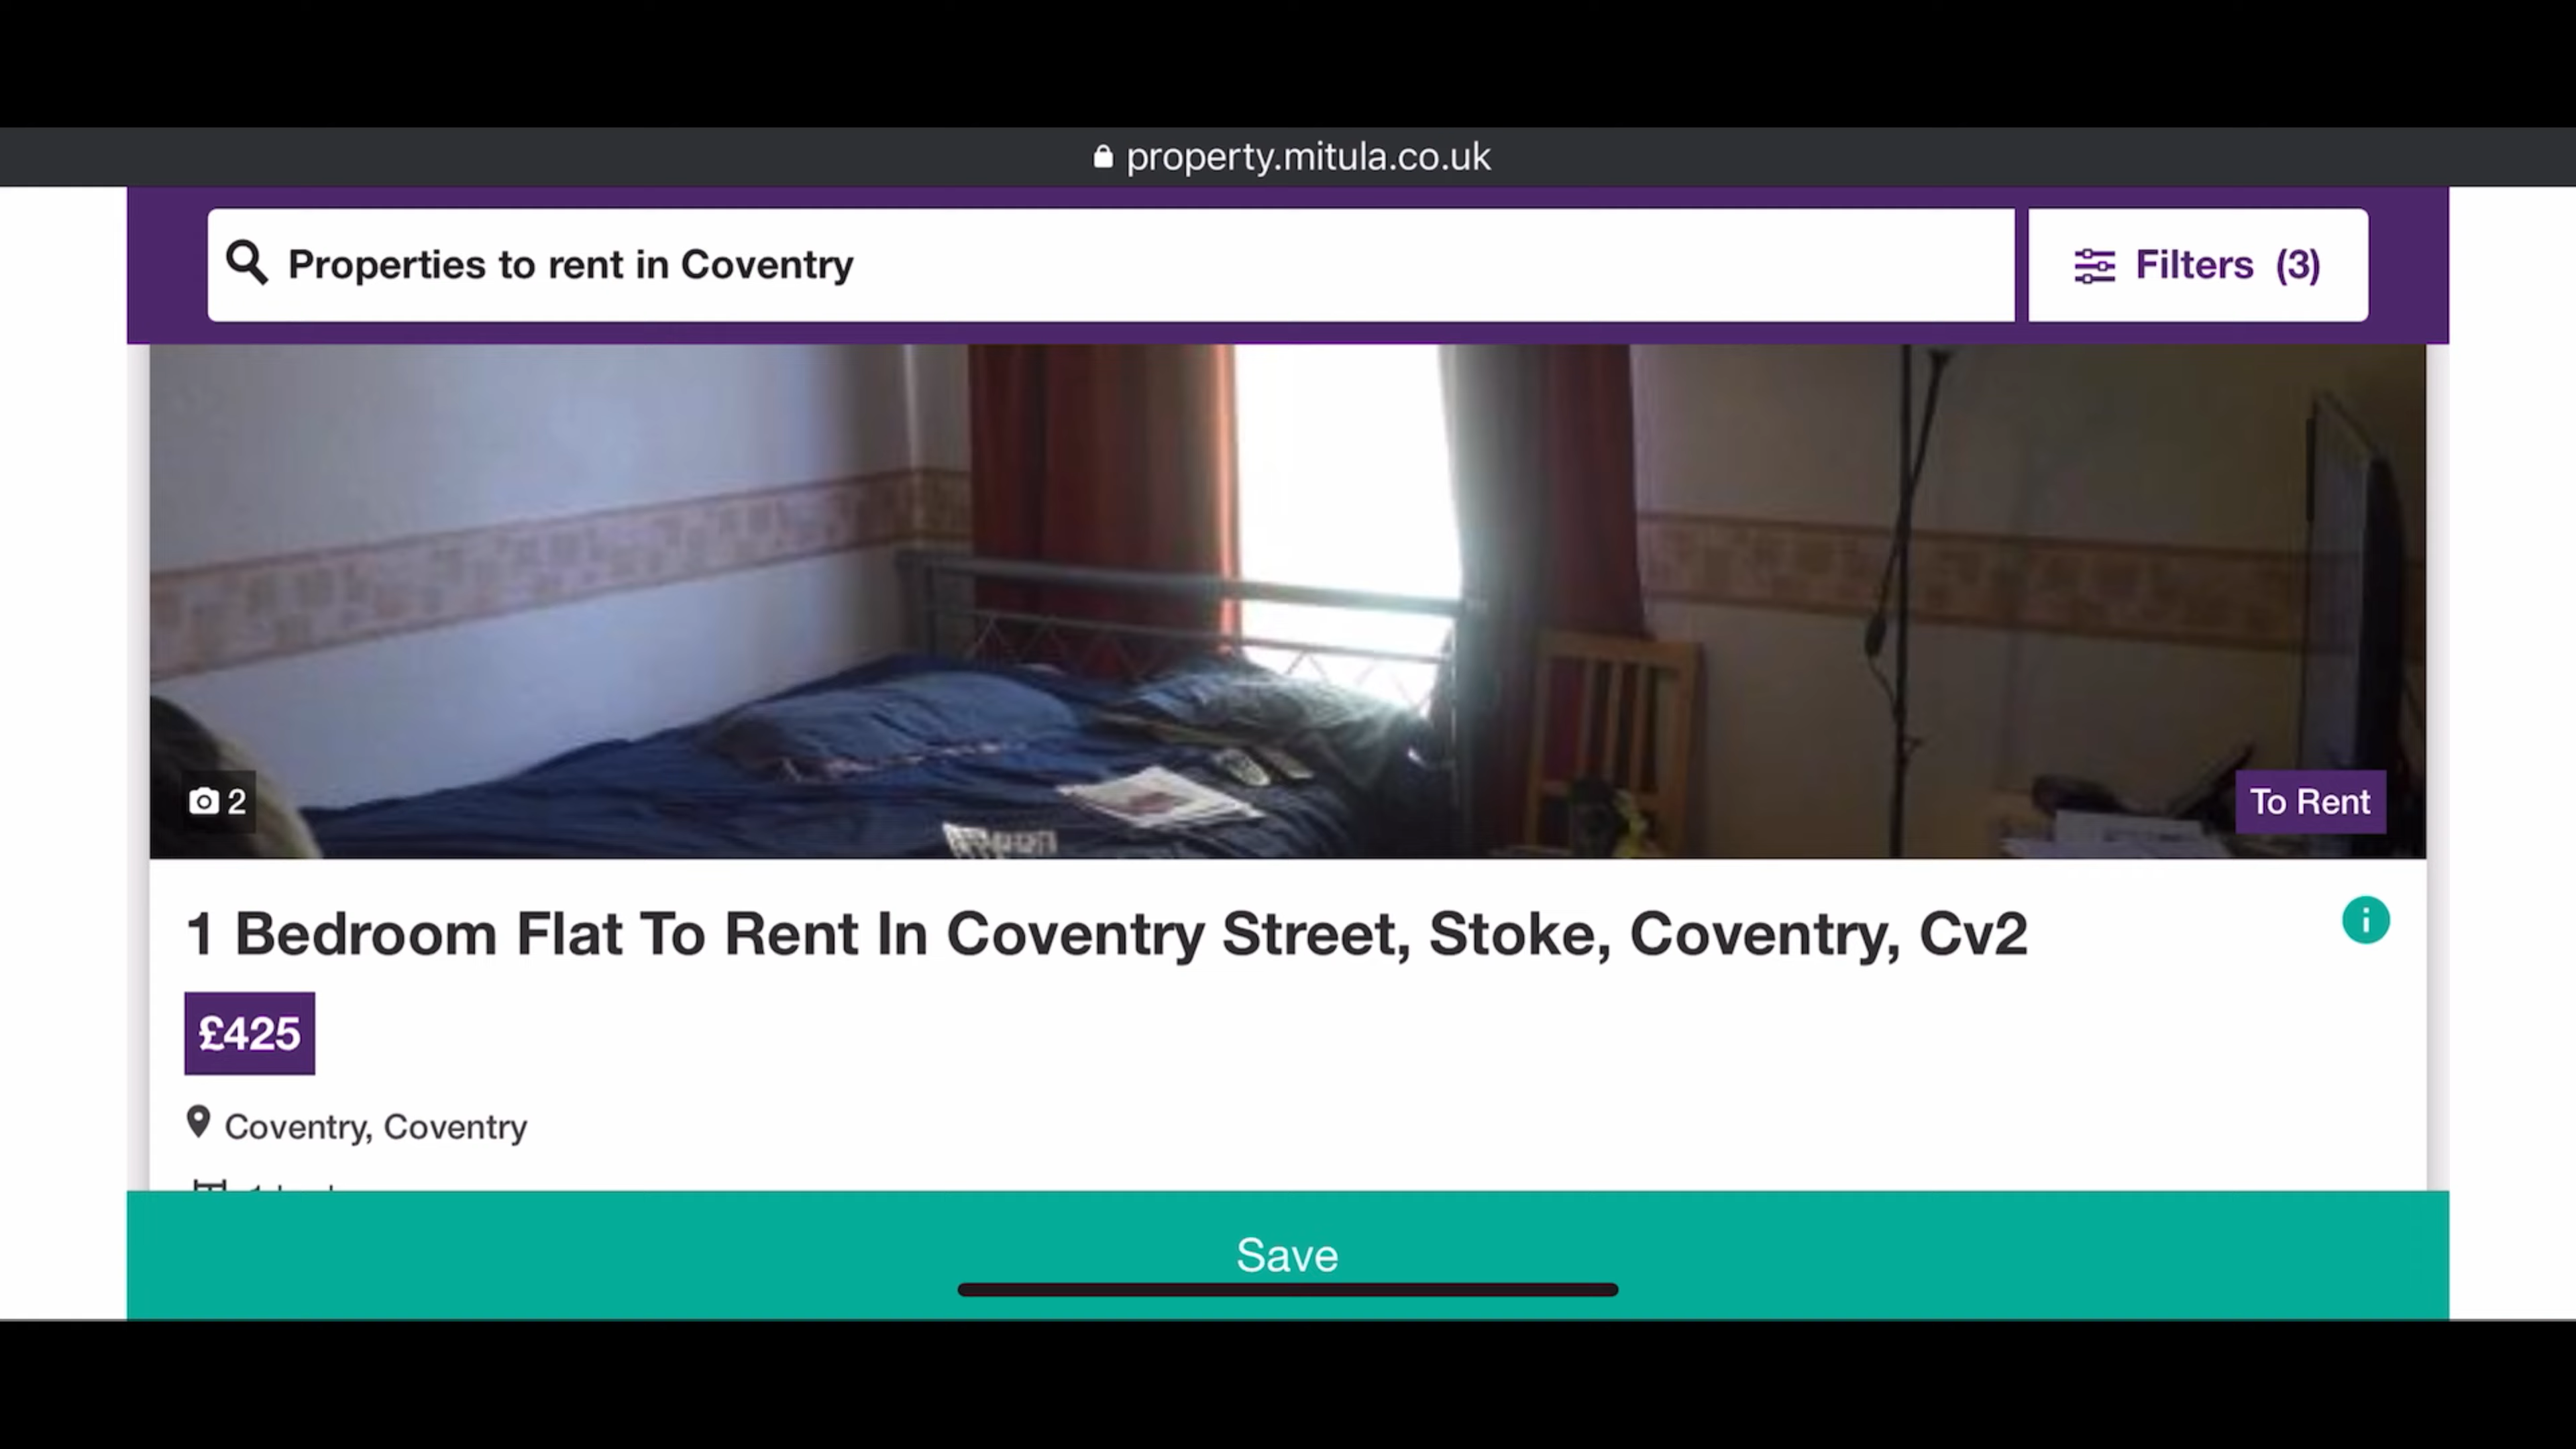 property.mitula.co.uk
Properties to rent in Coventry
Filters (3)
2
To Rent
1 Bedroom Flat To Rent In Coventry Street, Stoke, Coventry, Cv2
£425
Coventry, Coventry
Save